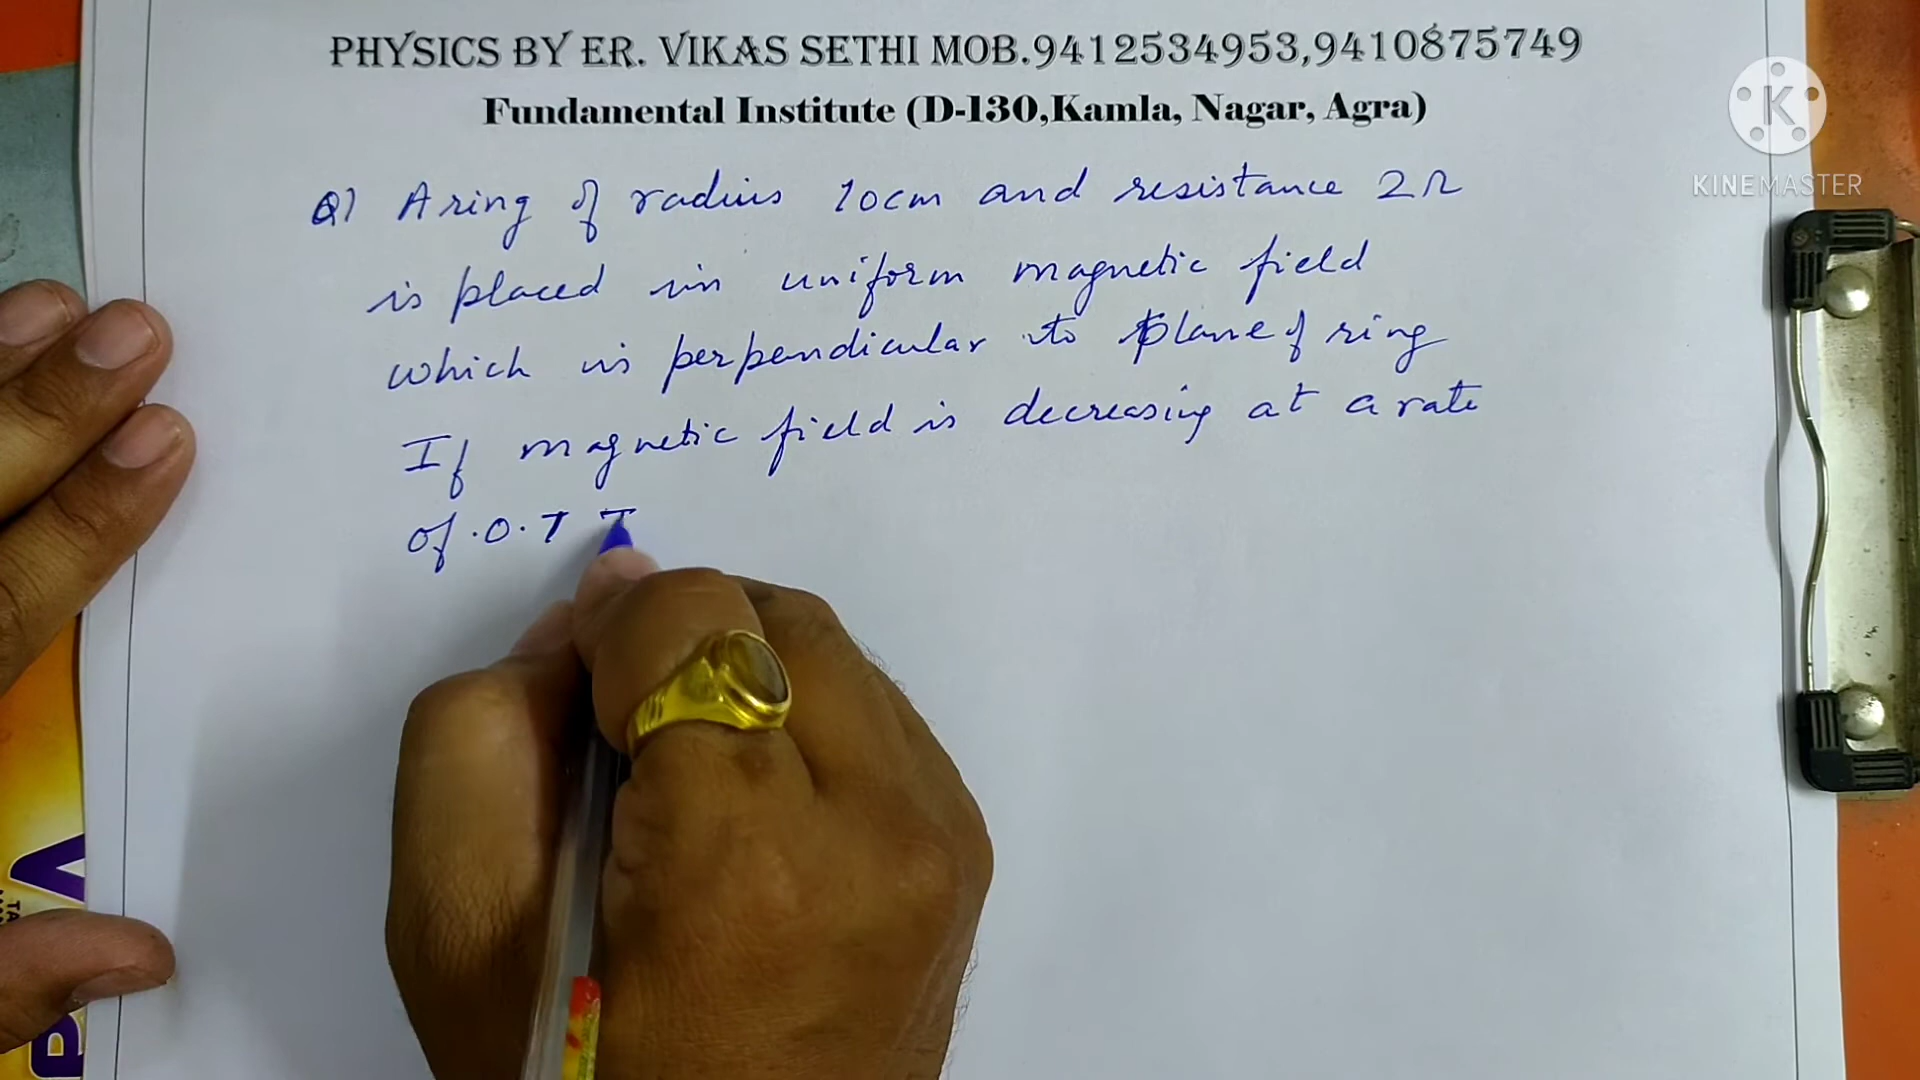 PHYSICS BY ER. VIKAS SETHI MOB.9412534953,9410875749
Fundamental Institute (D-130,Kamla, Nagar, Agra)
K
KINEMASTER
Q1 A ring of radius 10cm and resistance 2Ω
is placed in uniform magnetic field
which is perpendicular to plane of ring
If magnetic field is decreasing at a rate
of 0.7 T